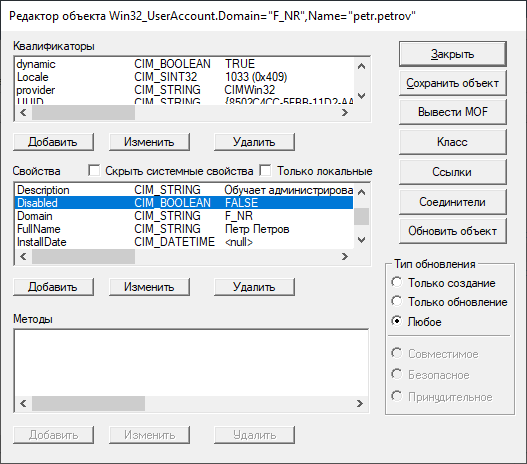 Редактор объекта Win32_UserAccount.Domain="F_NR",Name="petr.petrov"
Квалификаторы
dynamic CIM_BOOLEAN TRUE
Locale CIM_SINT32 1033 (0x409)
provider CIM_STRING CIMWin32
UUID CIM_STRING {8502C4CC-5FBB-11D2-AA
Добавить Изменить Удалить
Свойства Скрыть системные свойства Только локальные
Description CIM_STRING Обучает администрирова
Disabled CIM_BOOLEAN FALSE
Domain CIM_STRING F_NR
FullName CIM_STRING Петр Петров
InstallDate CIM_DATETIME <null>
Добавить Изменить Удалить
Методы
Добавить Изменить Удалить
Закрыть
Сохранить объект
Вывести MOF
Класс
Ссылки
Соединители
Обновить объект
Тип обновления
Только создание
Только обновление
Любое
Совместимое
Безопасное
Принудительное